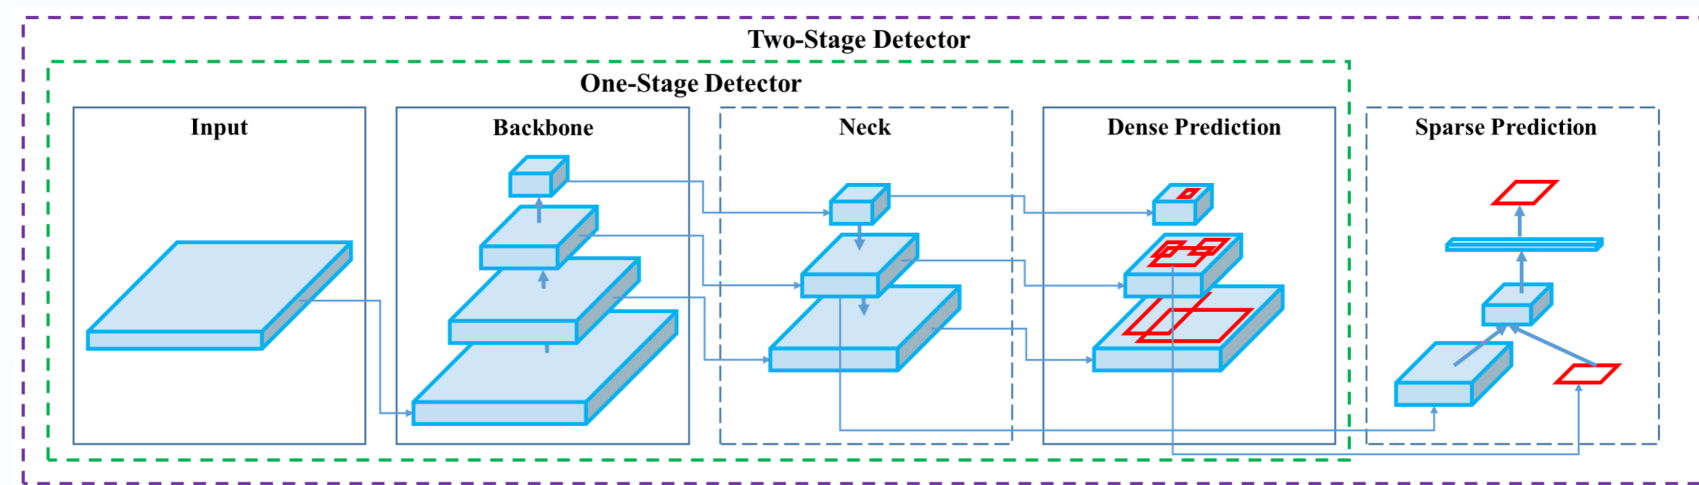 Two-Stage Detector
One-Stage Detector
Input
Backbone
Neck
Dense Prediction
Sparse Prediction